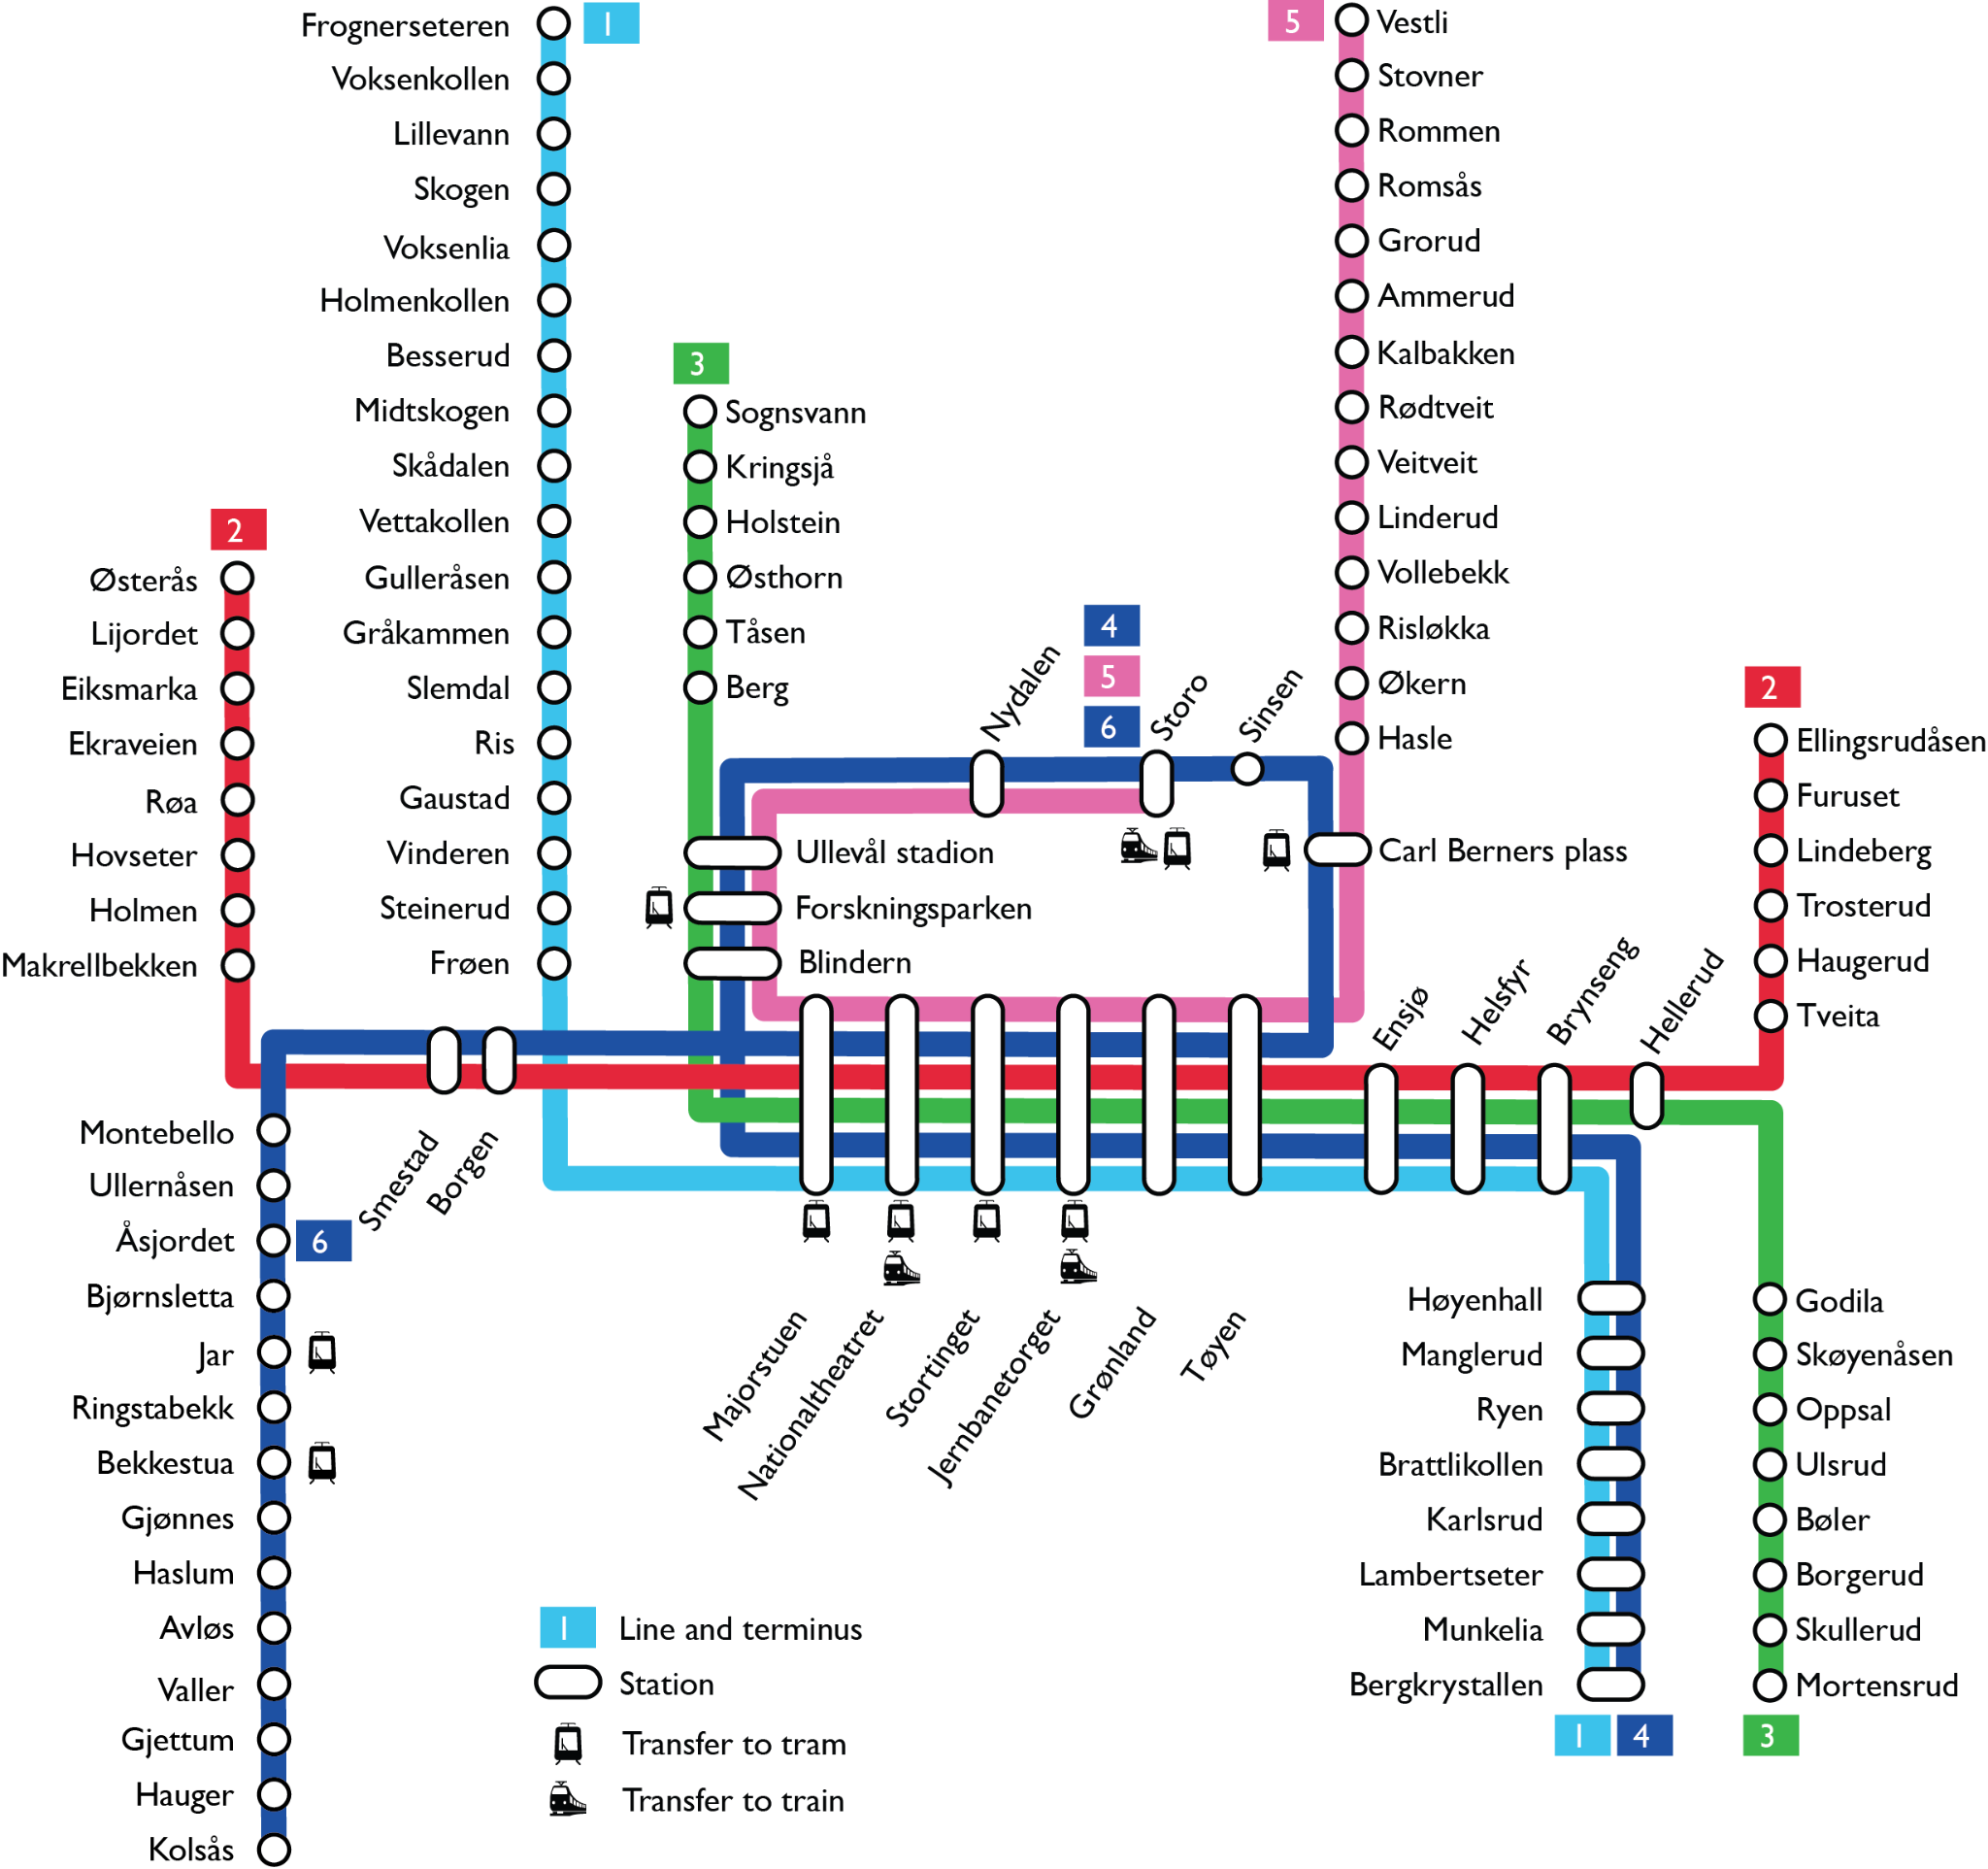 Frognerseteren
1
Voksenkollen
Lillevann
Skogen
Voksenlia
Holmenkollen
Besserud
Midtskogen
Skådalen
Vettakollen
Gulleråsen
Gråkammen
Slemdal
Ris
Gaustad
Vinderen
Steinerud
Frøen
5
Vestli
Stovner
Rommen
Romsås
Grorud
Ammerud
Kalbakken
Rødtveit
Veitveit
Linderud
Vollebekk
Risløkka
Økern
Hasle
Carl Berners plass
3
Sognsvann
Kringsjå
Holstein
Østhorn
Tåsen
Berg
Ullevål stadion
Forskningsparken
Blindern
2
Østerås
Lijordet
Eiksmarka
Ekraveien
Røa
Hovseter
Holmen
Makrellbekken
4
5
6
Nydalen
Storo
Sinsen
2
Ellingsrudåsen
Furuset
Lindeberg
Trosterud
Haugerud
Tveita
Ensjø
Helsfyr
Brynseng
Hellerud
Smestad
Borgen
Montebello
Ullernåsen
Åsjordet
6
Bjørnsletta
Jar
Ringstabekk
Bekkestua
Gjønnes
Haslum
Avløs
Valler
Gjettum
Hauger
Kolsås
Majorstuen
Nationaltheatret
Stortinget
Jernbanetorget
Grønland
Tøyen
Høyenhall
Manglerud
Ryen
Brattlikollen
Karlsrud
Lambertseter
Munkelia
Bergkrystallen
1
4
Godila
Skøyenåsen
Oppsal
Ulsrud
Bøler
Borgerud
Skullerud
Mortensrud
3
1
Line and terminus
Station
Transfer to tram
Transfer to train